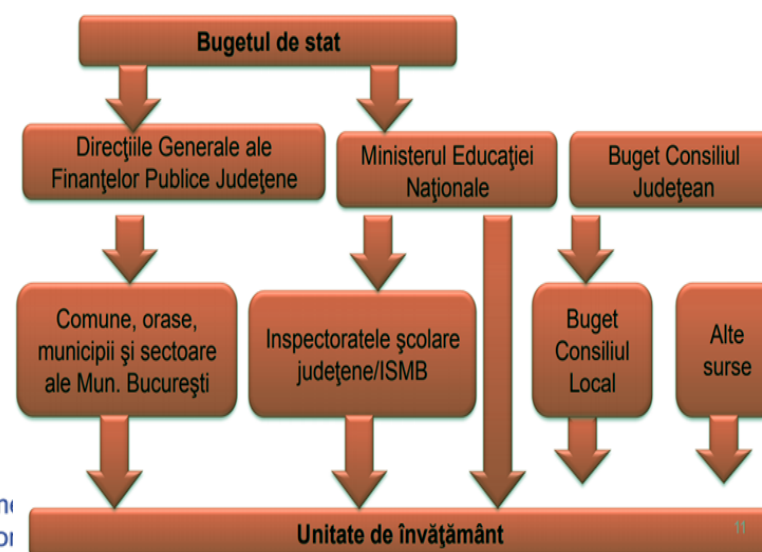 Bugetul de stat
Direcţiile Generale ale
Finanţelor Publice Judeţene
Ministerul Educaţiei
Naţionale
Buget Consiliul
Judeţean
Comune, orase,
municipii şi sectoare
ale Mun. Bucureşti
Inspectoratele şcolare
judeţene/ISMB
Buget
Consiliul
Local
Alte
surse
Unitate de învăţământ
11